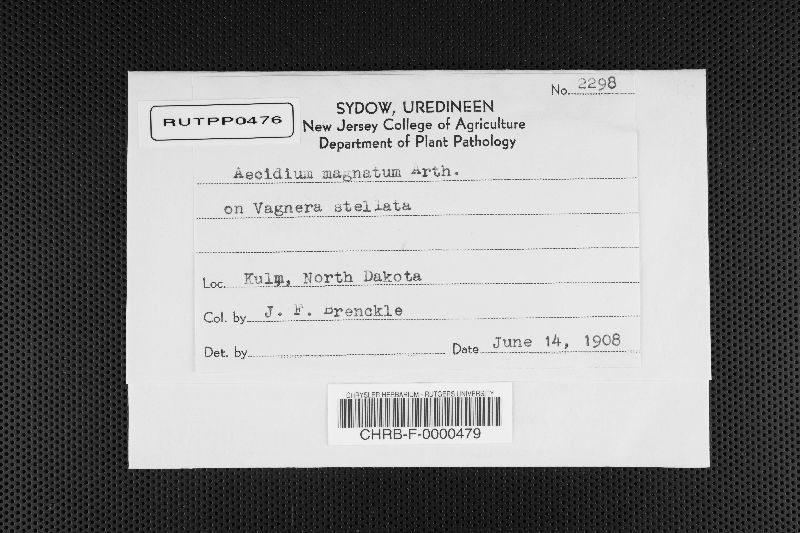 No. 2298
RUTPP0476
SYDOW, UREDINEEN
New Jersey College of Agriculture
Department of Plant Pathology
Aecidium magnatum Arth.
on Vagnera stellata
Loc. Kulm, North Dakota
Col. by J. F. Brenckle
Det. by
Date June 14, 1908
CHRYSLER HERBARIUM - RUTGERS UNIVERSITY
CHRB-F-0000479